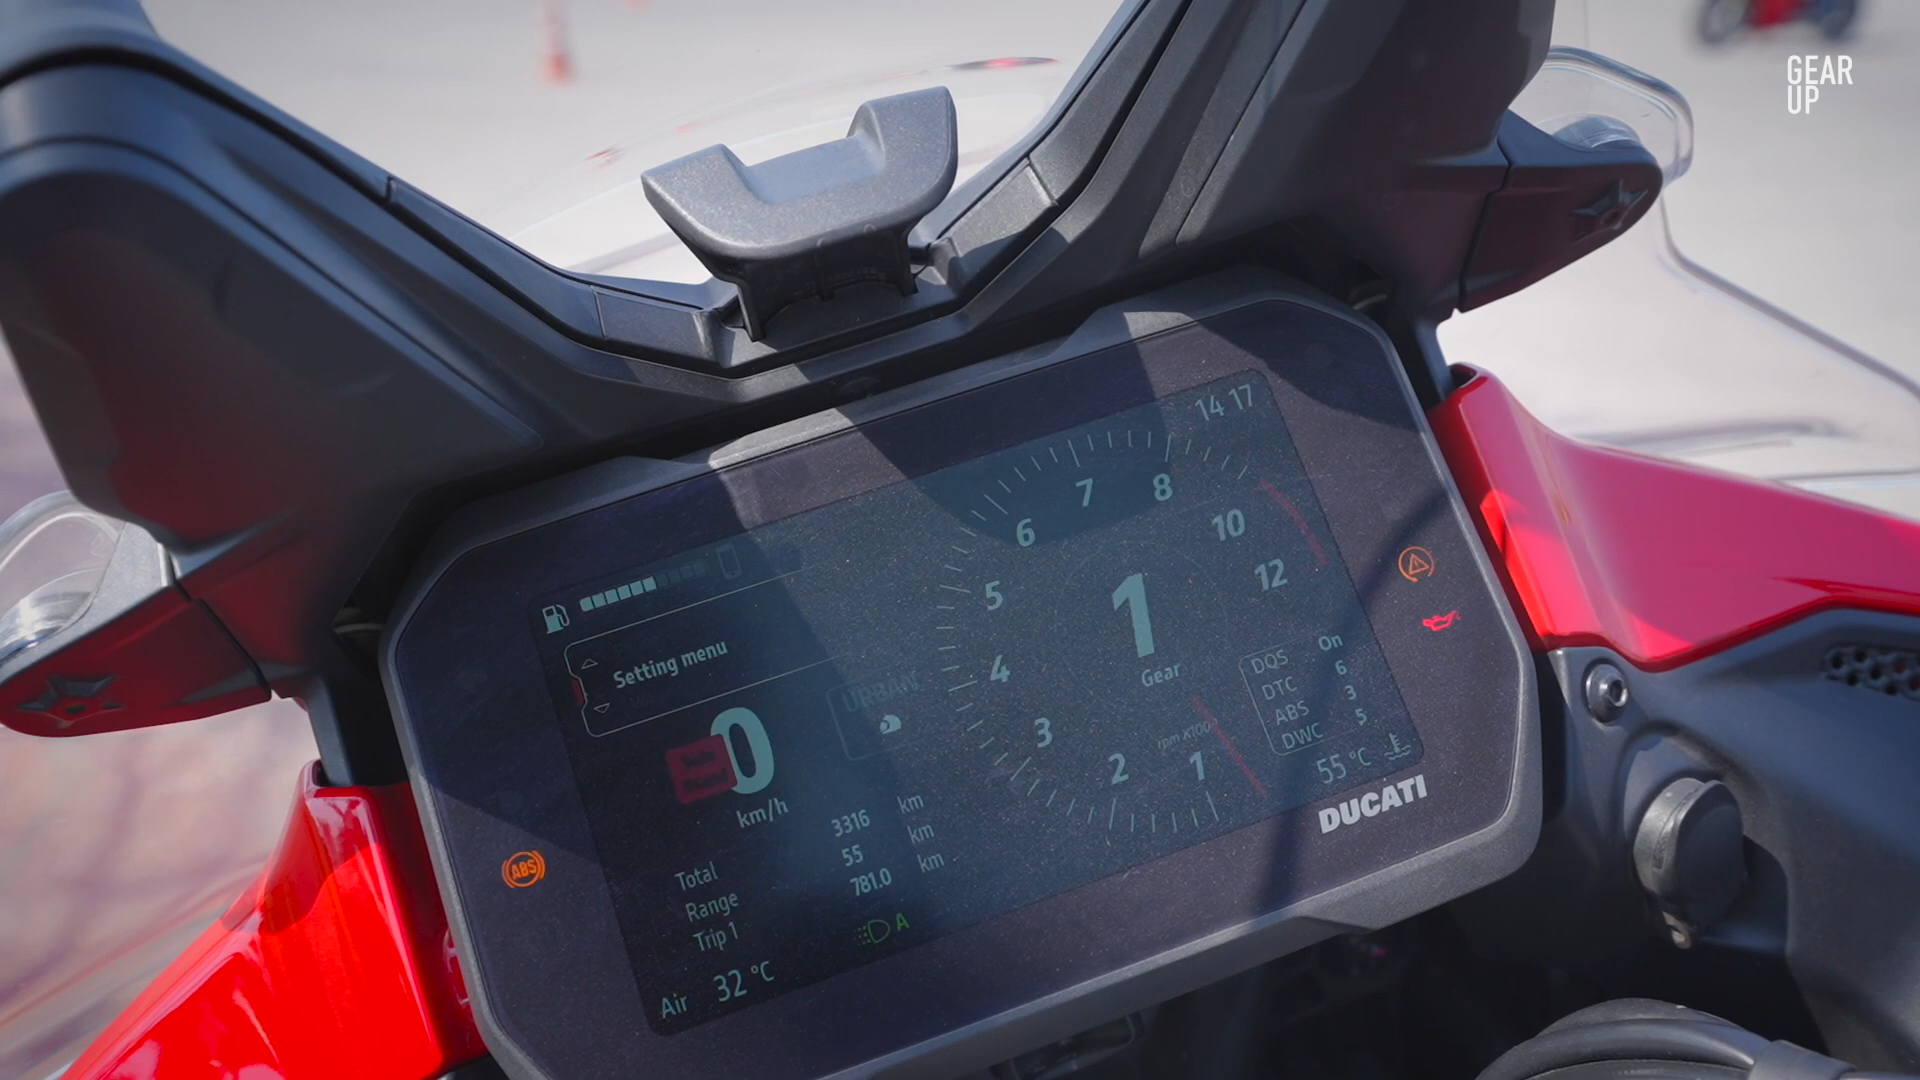 GEAR
UP
14 17
Setting menu
URBAN
0
km/h
Total 3316 km
Range 55 km
Trip 1 781.0 km
Air 32 °C
A
1
Gear
1
2
3
4
5
6
7
8
10
12
rpm x100
DQS On
DTC 6
ABS 3
DWC 5
55 °C
DUCATI
ABS